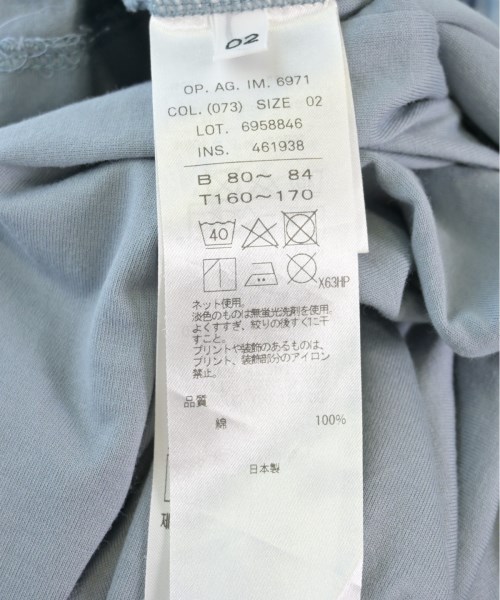 02
OP. AG. IM. 6971
COL. (073) SIZE 02
LOT. 6958846
INS. 461938
B 80～ 84
T160～170
40
X63HP
ネット使用。
淡色のものは無蛍光洗剤を使用。
よくすすぎ、絞りの後すぐに干
すこと。
プリントや装飾のあるものは、
プリント、装飾部分のアイロン
禁止。
品質
綿 100%
日本製
제